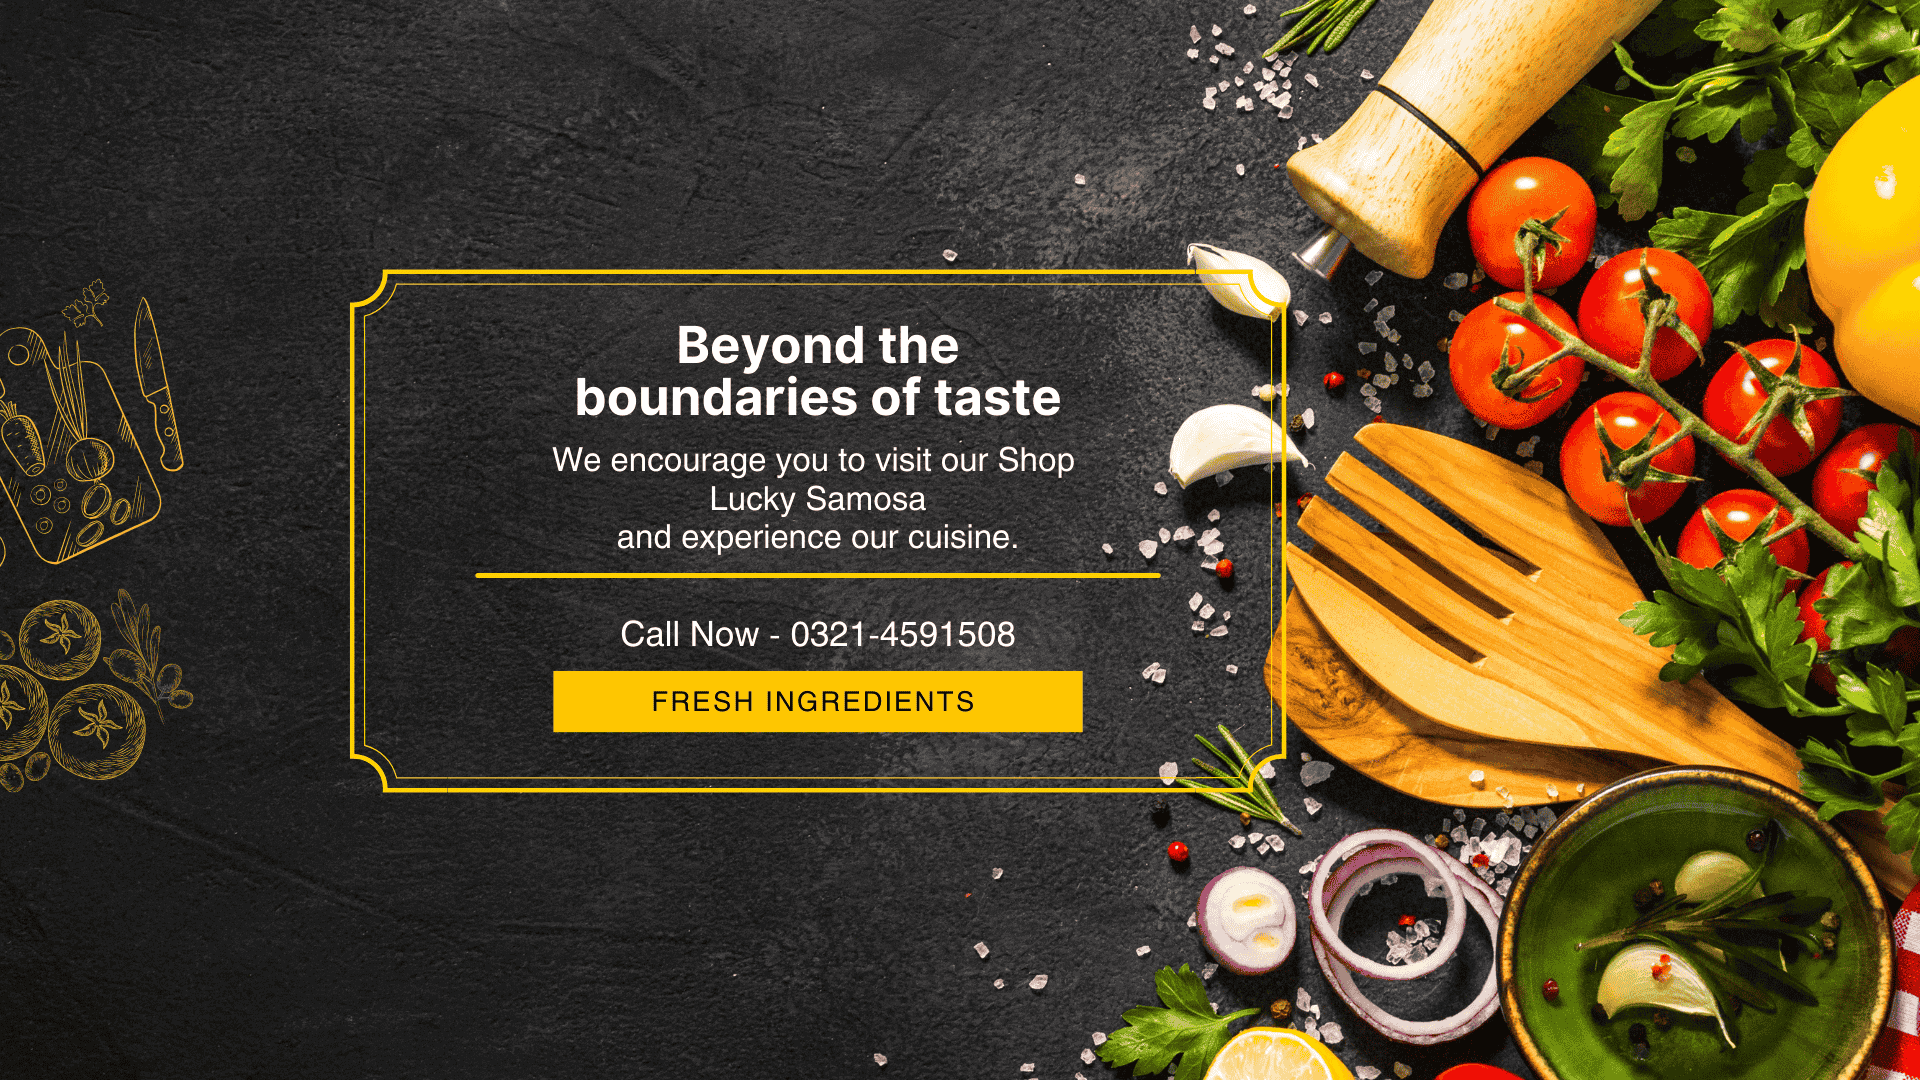 Beyond the
boundaries of taste
We encourage you to visit our Shop
Lucky Samosa
and experience our cuisine.
Call Now - 0321-4591508
FRESH INGREDIENTS